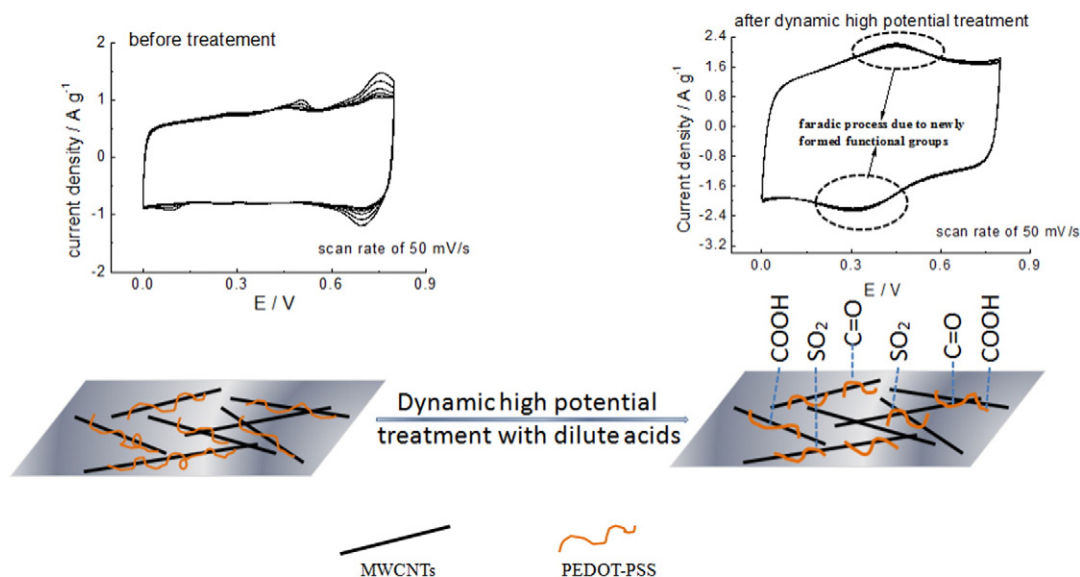 before treatement
current density / A g⁻¹
2
1
0
-1
-2
scan rate of 50 mV/s
0.0
0.3
0.6
0.9
E / V
after dynamic high potential treatment
Current density / A g⁻¹
2.4
1.6
0.8
0.0
-0.8
-1.6
-2.4
-3.2
faradic process due to newly
formed functional groups
scan rate of 50 mV/s
0.0
0.3
0.6
0.9
E / V
COOH
SO₂
C=O
SO₂
C=O
COOH
Dynamic high potential
treatment with dilute acids
MWCNTs
PEDOT-PSS